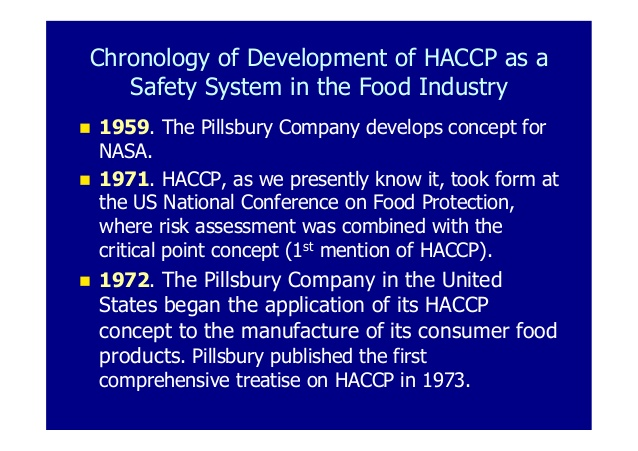 Chronology of Development of HACCP as a
Safety System in the Food Industry
1959. The Pillsbury Company develops concept for
NASA.
1971. HACCP, as we presently know it, took form at
the US National Conference on Food Protection,
where risk assessment was combined with the
critical point concept (1st mention of HACCP).
1972. The Pillsbury Company in the United
States began the application of its HACCP
concept to the manufacture of its consumer food
products. Pillsbury published the first
comprehensive treatise on HACCP in 1973.